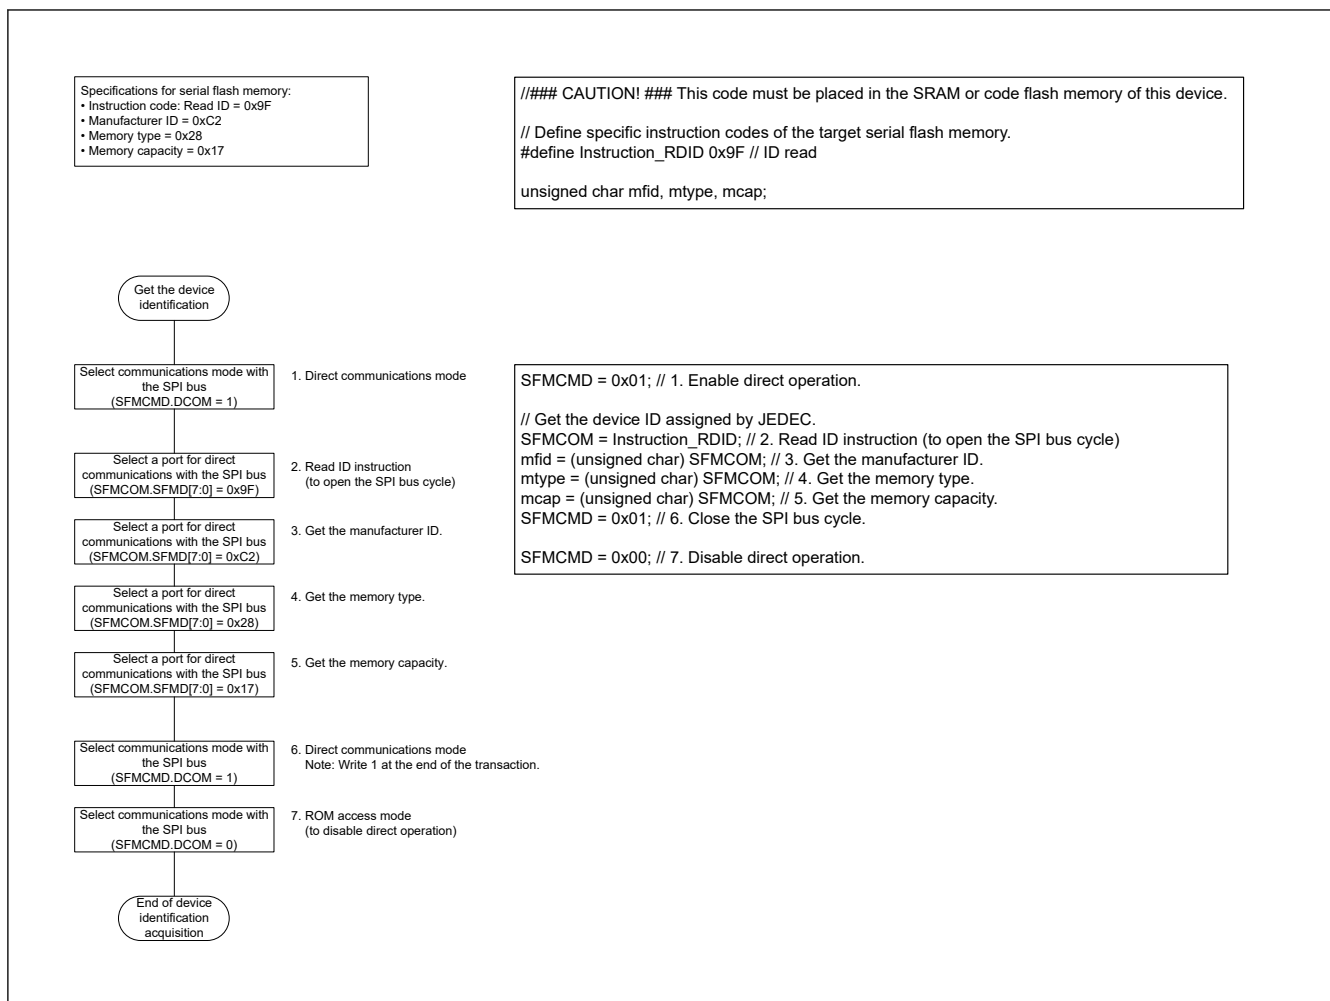 Specifications for serial flash memory:
• Instruction code: Read ID = 0x9F
• Manufacturer ID = 0xC2
• Memory type = 0x28
• Memory capacity = 0x17
//### CAUTION! ### This code must be placed in the SRAM or code flash memory of this device.
// Define specific instruction codes of the target serial flash memory.
#define Instruction_RDID 0x9F // ID read
unsigned char mfid, mtype, mcap;
Get the device
identification
Select communications mode with
the SPI bus
(SFMCMD.DCOM = 1)
1. Direct communications mode
Select a port for direct
communications with the SPI bus
(SFMCOM.SFMD[7:0] = 0x9F)
2. Read ID instruction
(to open the SPI bus cycle)
Select a port for direct
communications with the SPI bus
(SFMCOM.SFMD[7:0] = 0xC2)
3. Get the manufacturer ID.
Select a port for direct
communications with the SPI bus
(SFMCOM.SFMD[7:0] = 0x28)
4. Get the memory type.
Select a port for direct
communications with the SPI bus
(SFMCOM.SFMD[7:0] = 0x17)
5. Get the memory capacity.
Select communications mode with
the SPI bus
(SFMCMD.DCOM = 1)
6. Direct communications mode
Note: Write 1 at the end of the transaction.
Select communications mode with
the SPI bus
(SFMCMD.DCOM = 0)
7. ROM access mode
(to disable direct operation)
End of device
identification
acquisition
SFMCMD = 0x01; // 1. Enable direct operation.
// Get the device ID assigned by JEDEC.
SFMCOM = Instruction_RDID; // 2. Read ID instruction (to open the SPI bus cycle)
mfid = (unsigned char) SFMCOM; // 3. Get the manufacturer ID.
mtype = (unsigned char) SFMCOM; // 4. Get the memory type.
mcap = (unsigned char) SFMCOM; // 5. Get the memory capacity.
SFMCMD = 0x01; // 6. Close the SPI bus cycle.
SFMCMD = 0x00; // 7. Disable direct operation.